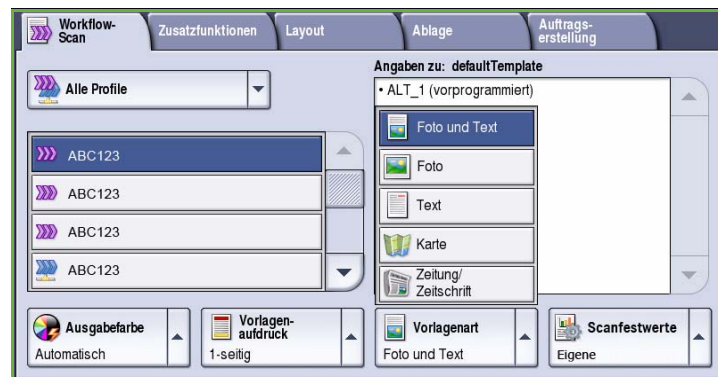 Workflow-
Scan
Zusatzfunktionen
Layout
Ablage
Auftrags-
erstellung
Alle Profile
Angaben zu: defaultTemplate
• ALT_1 (vorprogrammiert)
ABC123
ABC123
ABC123
ABC123
Foto und Text
Foto
Text
Karte
Zeitung/
Zeitschrift
Ausgabefarbe
Automatisch
Vorlagen-
aufdruck
1-seitig
Vorlagenart
Foto und Text
Scanfestwerte
Eigene